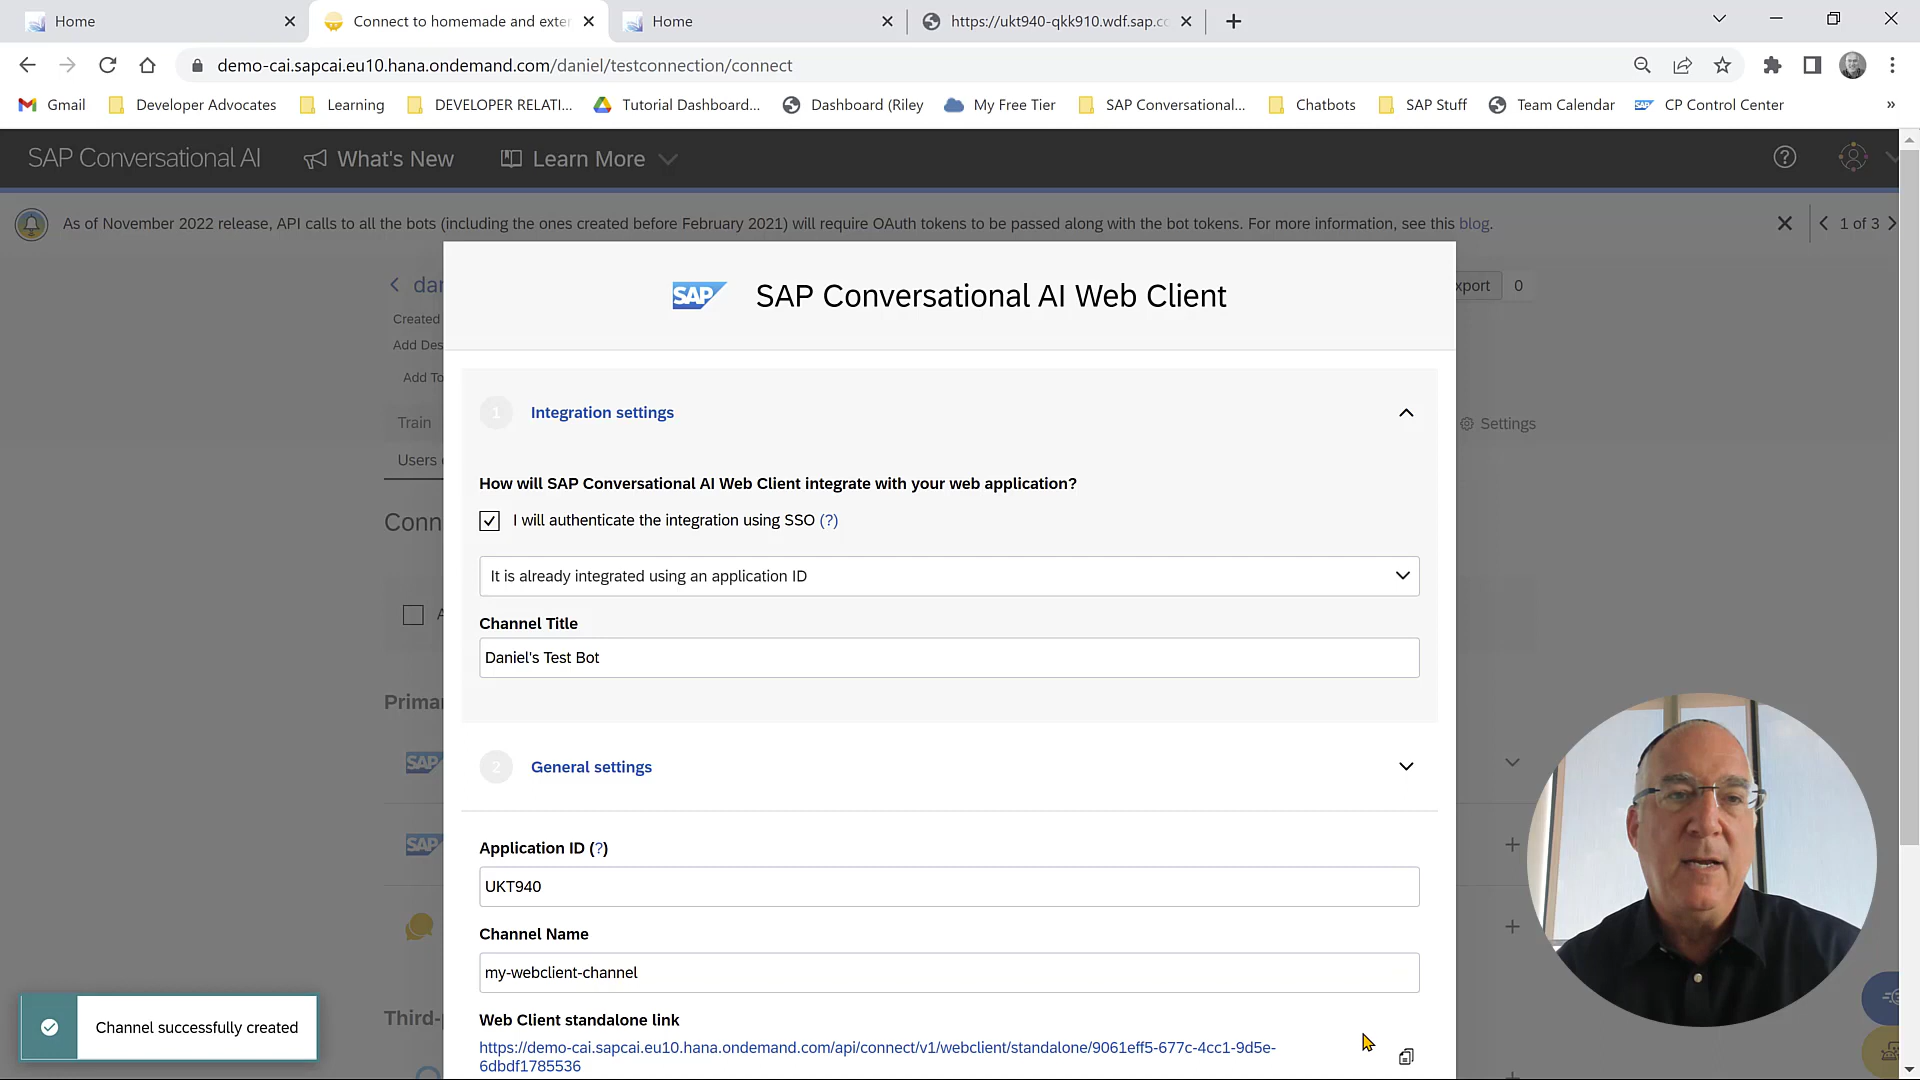 Home
Connect to homemade and exte
Home
https://ukt940-qkk910.wdf.sap.cc
demo-cai.sapcai.eu10.hana.ondemand.com/daniel/testconnection/connect
Gmail
Developer Advocates
Learning
DEVELOPER RELATI...
Tutorial Dashboard...
Dashboard (Riley
My Free Tier
SAP Conversational...
Chatbots
SAP Stuff
Team Calendar
CP Control Center
»
SAP Conversational AI
What's New
Learn More
As of November 2022 release, API calls to all the bots (including the ones created before February 2021) will require OAuth tokens to be passed along with the bot tokens. For more information, see this blog.
1 of 3
dar
xport
0
Created
Add Des
Add To
Train
Settings
Users
Conn
A
Primar
SAP
SAP
Third-p
SAP
SAP Conversational AI Web Client
1
Integration settings
How will SAP Conversational AI Web Client integrate with your web application?
I will authenticate the integration using SSO (?)
It is already integrated using an application ID
Channel Title
Daniel's Test Bot
2
General settings
Application ID (?)
UKT940
Channel Name
my-webclient-channel
Web Client standalone link
https://demo-cai.sapcai.eu10.hana.ondemand.com/api/connect/v1/webclient/standalone/9061eff5-677c-4cc1-9d5e-
6dbdf1785536
Channel successfully created